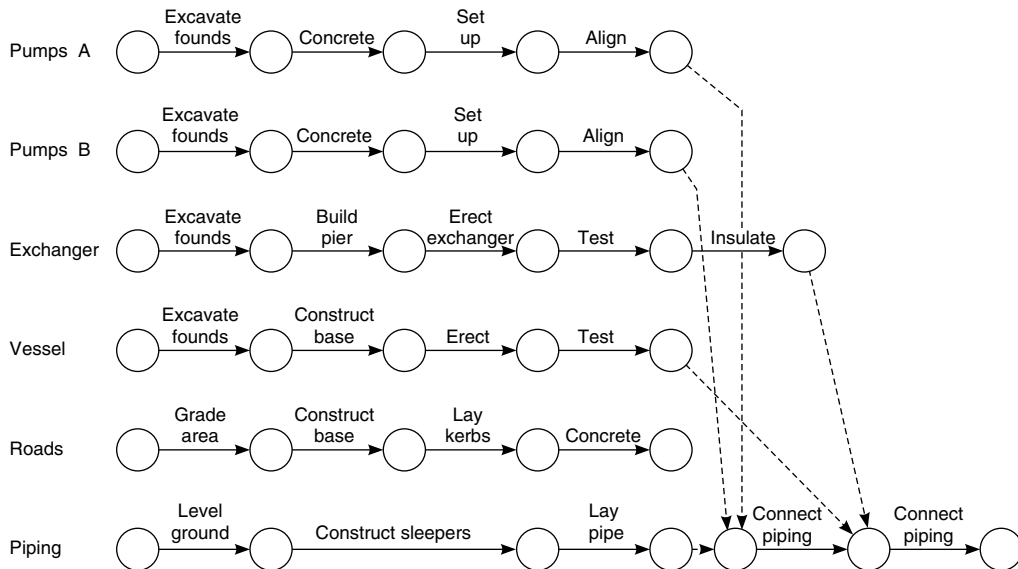 Pumps A
Excavate
founds
Concrete
Set
up
Align
Pumps B
Excavate
founds
Concrete
Set
up
Align
Exchanger
Excavate
founds
Build
pier
Erect
exchanger
Test
Insulate
Vessel
Excavate
founds
Construct
base
Erect
Test
Roads
Grade
area
Construct
base
Lay
kerbs
Concrete
Piping
Level
ground
Construct sleepers
Lay
pipe
Connect
piping
Connect
piping